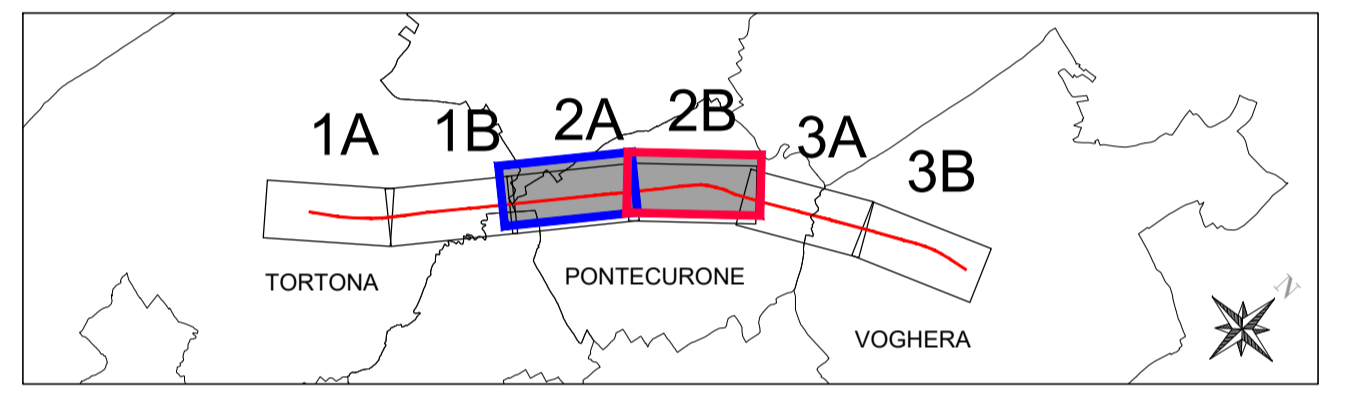 1A
1B
2A
2B
3A
3B
TORTONA
PONTECURONE
VOGHERA
N